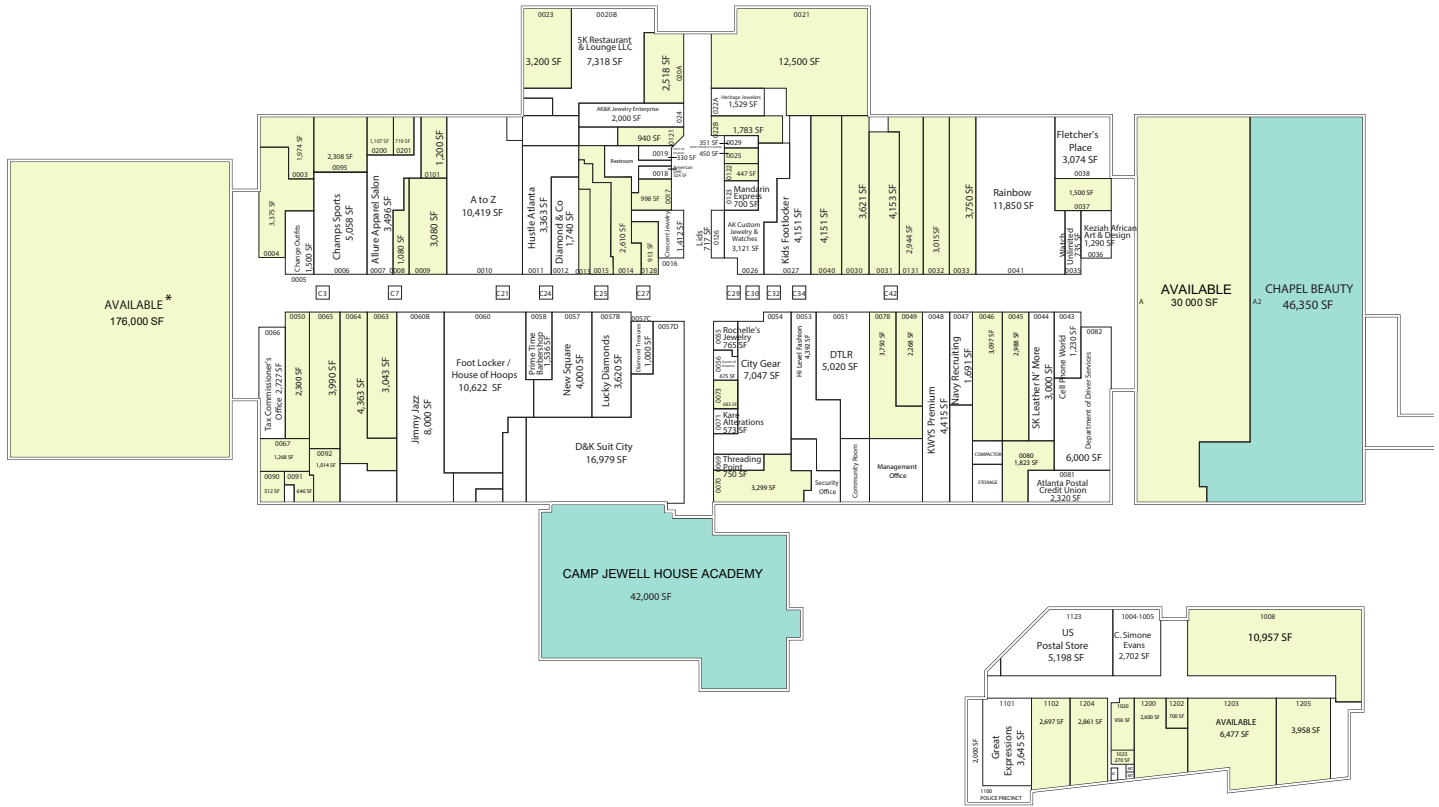 0023
0020B
5K Restaurant
& Lounge LLC
7,318 SF
3,200 SF
2,518 SF
020A
0021
12,500 SF
AK&K Jewelry Enterprise
2,000 SF
024
022A
Heritage Jewelers
1,529 SF
940 SF
0121
022B
1,783 SF
351 SF
0029
450 SF
0025
330 SF
Restroom
0019
0018
American
Deli
324 SF
0122
447 SF
998 SF
0017
0123
Mandarin
Express
700 SF
1,974 SF
0003
3,375 SF
0004
Change Outfits
1,500 SF
0005
2,308 SF
0095
Champs Sports
5,058 SF
0006
1,107 SF
0200
719 SF
0201
Allure Apparel Salon
3,496 SF
0007
1,080 SF
0008
1,200 SF
0101
3,080 SF
0009
A to Z
10,419 SF
0010
Hustle Atlanta
3,363 SF
0011
Diamond & Co
1,740 SF
0012
0013
0015
2,610 SF
0014
913 SF
0128
Crescent Jewelry
1,412 SF
0016
Lids
717 SF
0126
AK Custom
Jewelry &
Watches
3,121 SF
0026
Kids Footlocker
4,151 SF
0027
4,151 SF
0040
3,621 SF
0030
4,153 SF
0031
2,944 SF
0131
3,015 SF
0032
3,750 SF
0033
Rainbow
11,850 SF
0041
Fletcher's
Place
3,074 SF
0038
1,500 SF
0037
Watch
Unlimited
735 SF
0035
Keziah African
Art & Design
1,290 SF
0036
AVAILABLE *
176,000 SF
C3
C7
C21
C24
C25
C27
C29
C30
C32
C34
C42
A
AVAILABLE
30 000 SF
A2
CHAPEL BEAUTY
46,350 SF
0066
Tax Commissioner's
Office 2,727 SF
0050
2,300 SF
0065
3,990 SF
0064
4,363 SF
0063
3,043 SF
0060B
Jimmy Jazz
8,000 SF
0060
Foot Locker /
House of Hoops
10,622 SF
0058
Prime Time
Barbershop
1,536 SF
0057
New Square
4,000 SF
0057B
Lucky Diamonds
3,620 SF
0057C
Diamond Treasures
1,000 SF
0057D
D&K Suit City
16,979 SF
0067
1,268 SF
0090
512 SF
0091
646 SF
0092
1,014 SF
0055
Rochelle's
Jewelry
765 SF
0056
675 SF
0073
683 SF
0071
Kare
Alterations
573 SF
0069
Threading
Point
750 SF
0070
3,299 SF
0054
City Gear
7,047 SF
0053
Hi Level Fashion
4,392 SF
0051
DTLR
5,020 SF
Security
Office
Community Room
0078
3,750 SF
0049
2,268 SF
Management
Office
0048
KWYS Premium
4,415 SF
0047
Navy Recruiting
1,691 SF
0046
3,097 SF
COMPACTOR
STORAGE
0045
2,988 SF
0080
1,823 SF
0044
SK Leather N' More
3,000 SF
0043
Cell Phone World
1,230 SF
0082
Department of Driver Services
6,000 SF
0081
Atlanta Postal
Credit Union
2,320 SF
CAMP JEWELL HOUSE ACADEMY
42,000 SF
1123
US
Postal Store
5,198 SF
1004-1005
C. Simone
Evans
2,702 SF
1008
10,957 SF
2,000 SF
1100
POLICE PRECINCT
1101
Great
Expressions
3,645 SF
1102
2,697 SF
1204
2,861 SF
1020
956 SF
1025
270 SF
1200
2,600 SF
1202
700 SF
1203
AVAILABLE
6,477 SF
1205
3,958 SF